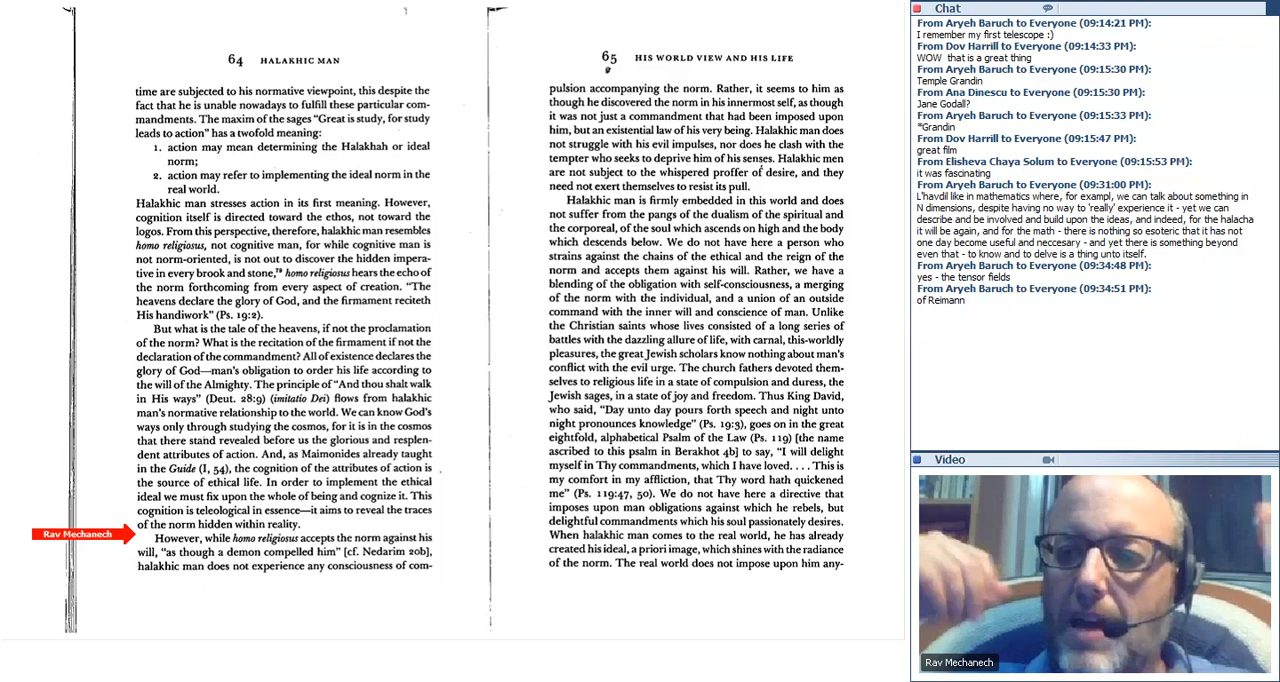 64 HALAKHIC MAN
time are subjected to his normative viewpoint, this despite the
fact that he is unable nowadays to fulfill these particular com-
mandments. The maxim of the sages "Great is study, for study
leads to action" has a twofold meaning:
1. action may mean determining the Halakhah or ideal
norm;
2. action may refer to implementing the ideal norm in the
real world.
Halakhic man stresses action in its first meaning. However,
cognition itself is directed toward the ethos, not toward the
logos. From this perspective, therefore, halakhic man resembles
homo religiosus, not cognitive man, for while cognitive man is
not norm-oriented, is not out to discover the hidden impera-
tive in every brook and stone,⁷⁹ homo religiosus hears the echo of
the norm forthcoming from every aspect of creation. "The
heavens declare the glory of God, and the firmament reciteth
His handiwork" (Ps. 19:2).
But what is the tale of the heavens, if not the proclamation
of the norm? What is the recitation of the firmament if not the
declaration of the commandment? All of existence declares the
glory of God—man's obligation to order his life according to
the will of the Almighty. The principle of "And thou shalt walk
in His ways" (Deut. 28:9) (imitatio Dei) flows from halakhic
man's normative relationship to the world. We can know God's
ways only through studying the cosmos, for it is in the cosmos
that there stand revealed before us the glorious and resplen-
dent attributes of action. And, as Maimonides already taught
in the Guide (I, 54), the cognition of the attributes of action is
the source of ethical life. In order to implement the ethical
ideal we must fix upon the whole of being and cognize it. This
cognition is teleological in essence—it aims to reveal the traces
of the norm hidden within reality.
Rav Mechanech
However, while homo religiosus accepts the norm against his
will, "as though a demon compelled him" [cf. Nedarim 20b],
halakhic man does not experience any consciousness of com-
65 HIS WORLD VIEW AND HIS LIFE
pulsion accompanying the norm. Rather, it seems to him as
though he discovered the norm in his innermost self, as though
it was not just a commandment that had been imposed upon
him, but an existential law of his very being. Halakhic man does
not struggle with his evil impulses, nor does he clash with the
tempter who seeks to deprive him of his senses. Halakhic men
are not subject to the whispered proffer of desire, and they
need not exert themselves to resist its pull.
Halakhic man is firmly embedded in this world and does
not suffer from the pangs of the dualism of the spiritual and
the corporeal, of the soul which ascends on high and the body
which descends below. We do not have here a person who
strains against the chains of the ethical and the reign of the
norm and accepts them against his will. Rather, we have a
blending of the obligation with self-consciousness, a merging
of the norm with the individual, and a union of an outside
command with the inner will and conscience of man. Unlike
the Christian saints whose lives consisted of a long series of
battles with the dazzling allure of life, with carnal, this-worldly
pleasures, the great Jewish scholars know nothing about man's
conflict with the evil urge. The church fathers devoted them-
selves to religious life in a state of compulsion and duress, the
Jewish sages, in a state of joy and freedom. Thus King David,
who said, "Day unto day pours forth speech and night unto
night pronounces knowledge" (Ps. 19:3), goes on in the great
eightfold, alphabetical Psalm of the Law (Ps. 119) [the name
ascribed to this psalm in Berakhot 4b] to say, "I will delight
myself in Thy commandments, which I have loved. . . . This is
my comfort in my affliction, that Thy word hath quickened
me" (Ps. 119:47, 50). We do not have here a directive that
imposes upon man obligations against which he rebels, but
delightful commandments which his soul passionately desires.
When halakhic man comes to the real world, he has already
created his ideal, a priori image, which shines with the radiance
of the norm. The real world does not impose upon him any-
Chat
From Aryeh Baruch to Everyone (09:14:21 PM):
I remember my first telescope :)
From Dov Harrill to Everyone (09:14:33 PM):
WOW that is a great thing
From Aryeh Baruch to Everyone (09:15:30 PM):
Temple Grandin
From Ana Dinescu to Everyone (09:15:30 PM):
Jane Godall?
From Aryeh Baruch to Everyone (09:15:33 PM):
*Grandin
From Dov Harrill to Everyone (09:15:47 PM):
great film
From Elisheva Chaya Solum to Everyone (09:15:53 PM):
it was fascinating
From Aryeh Baruch to Everyone (09:31:00 PM):
L'havdil like in mathematics where, for exampl, we can talk about something in
N dimensions, despite having no way to 'really' experience it - yet we can
describe and be involved and build upon the ideas, and indeed, for the halacha
it will be again, and for the math - there is nothing so esoteric that it has not
one day become useful and neccesary - and yet there is something beyond
even that - to know and to delve is a thing unto itself.
From Aryeh Baruch to Everyone (09:34:48 PM):
yes - the tensor fields
From Aryeh Baruch to Everyone (09:34:51 PM):
of Reimann
Video
Rav Mechanech